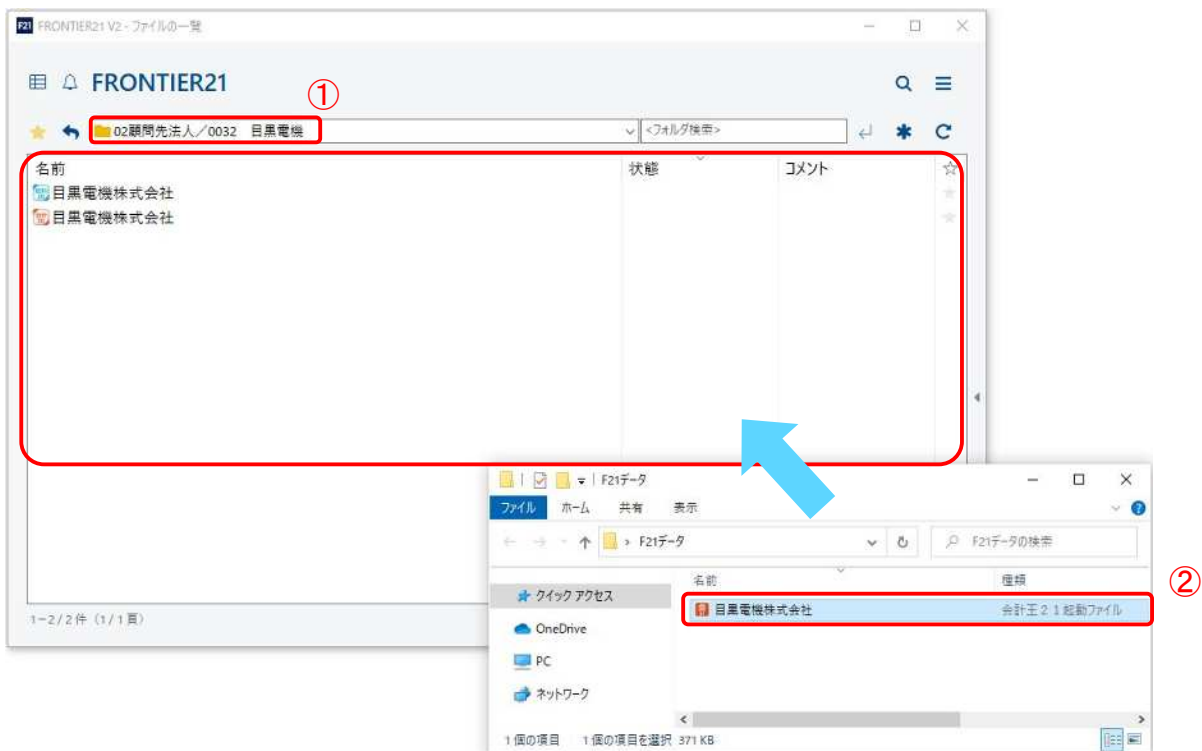 F21 FRONTIER21 V2 - ファイルの一覧
FRONTIER21
①
02顧問先法人／0032　目黒電機
<フォルダ検索>
名前 状態 コメント
目黒電機株式会社
目黒電機株式会社
1-2/2件（1/1頁）
F21データ
ファイル ホーム 共有 表示
F21データ
F21データの検索
名前 種類
クイック アクセス
②
目黒電機株式会社 会計王２１起動ファイル
OneDrive
PC
ネットワーク
1 個の項目 1 個の項目を選択 371 KB